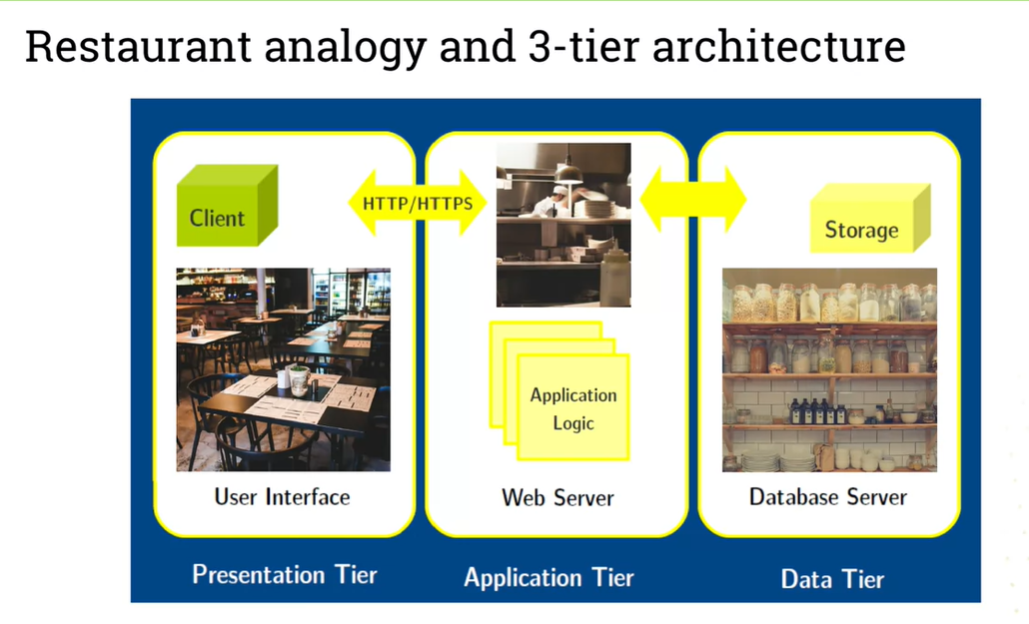 Restaurant analogy and 3-tier architecture
Client
HTTP/HTTPS
Storage
Application
Logic
User Interface
Web Server
Database Server
Presentation Tier
Application Tier
Data Tier